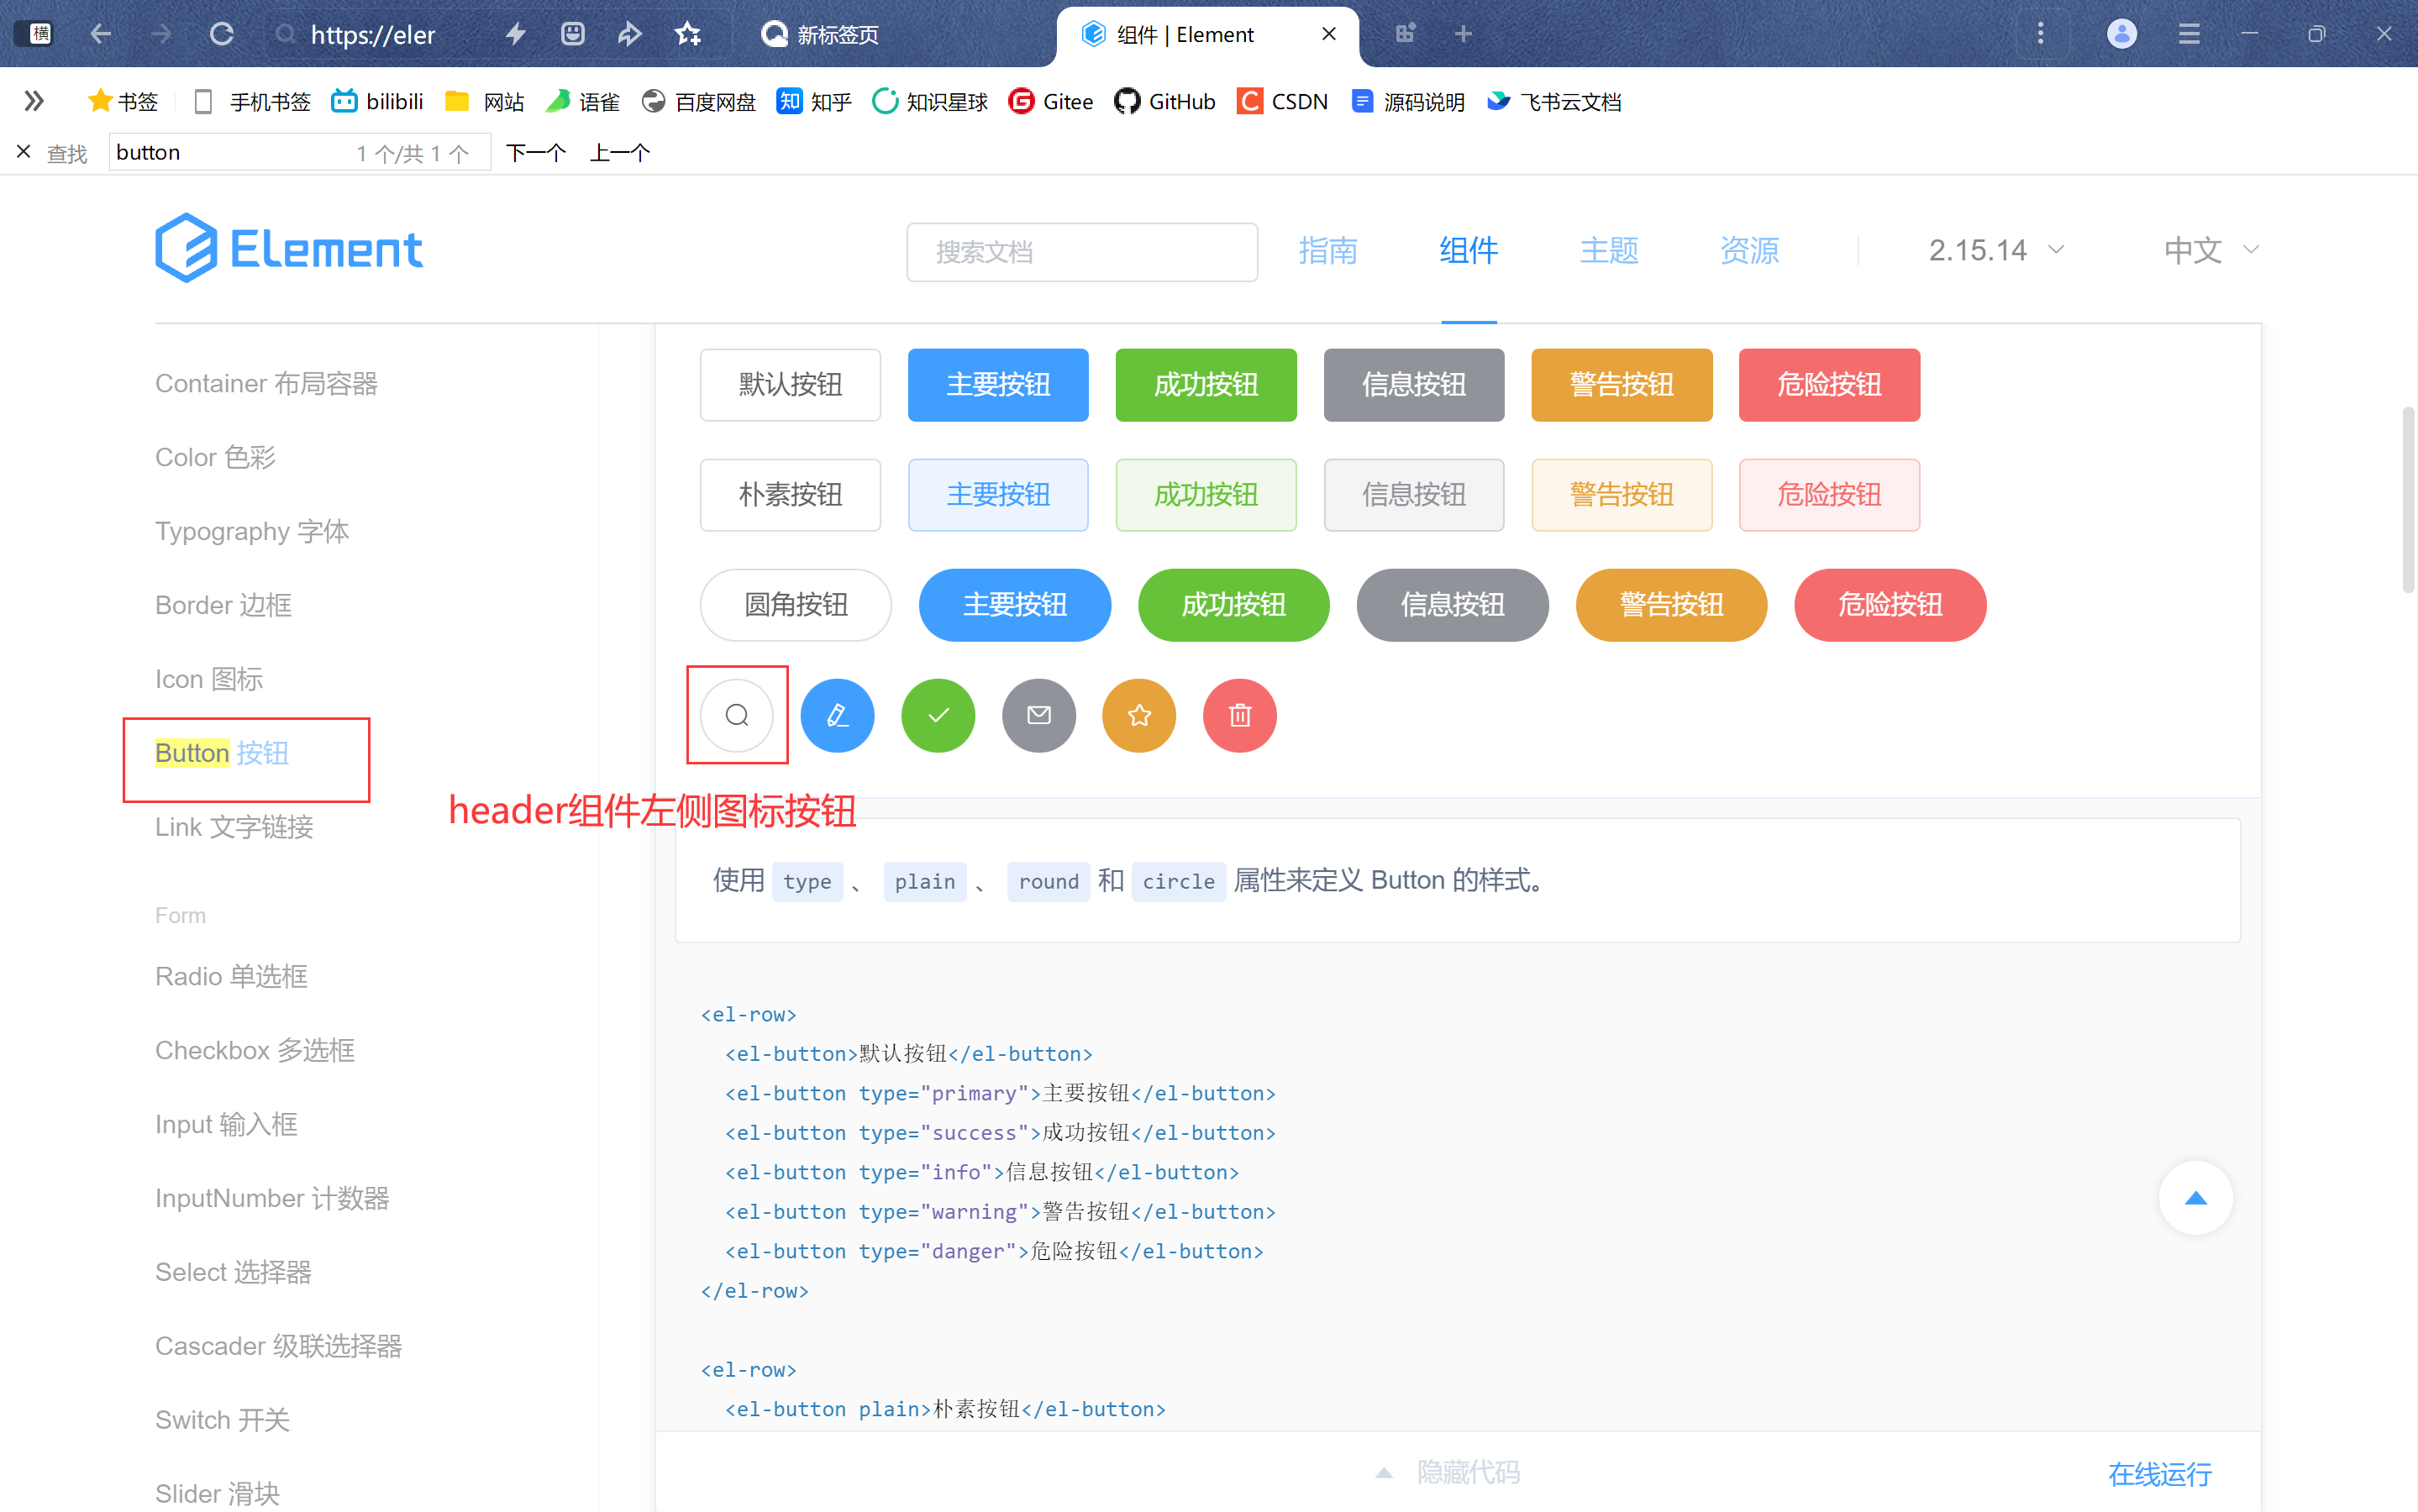 横 https://eler 新标签页 组件 | Element
书签 手机书签 bilibili 网站 语雀 百度网盘 知 知乎 知识星球 Gitee GitHub CSDN 源码说明 飞书云文档
查找 button 1 个/共 1 个 下一个 上一个
Element 搜索文档 指南 组件 主题 资源 2.15.14 中文
Container 布局容器
Color 色彩
Typography 字体
Border 边框
Icon 图标
Button 按钮
Link 文字链接
Form
Radio 单选框
Checkbox 多选框
Input 输入框
InputNumber 计数器
Select 选择器
Cascader 级联选择器
Switch 开关
Slider 滑块
默认按钮 主要按钮 成功按钮 信息按钮 警告按钮 危险按钮
朴素按钮 主要按钮 成功按钮 信息按钮 警告按钮 危险按钮
圆角按钮 主要按钮 成功按钮 信息按钮 警告按钮 危险按钮
header组件左侧图标按钮
使用 type 、 plain 、 round 和 circle 属性来定义 Button 的样式。
<el-row>
<el-button>默认按钮</el-button>
<el-button type="primary">主要按钮</el-button>
<el-button type="success">成功按钮</el-button>
<el-button type="info">信息按钮</el-button>
<el-button type="warning">警告按钮</el-button>
<el-button type="danger">危险按钮</el-button>
</el-row>
<el-row>
<el-button plain>朴素按钮</el-button>
隐藏代码 在线运行